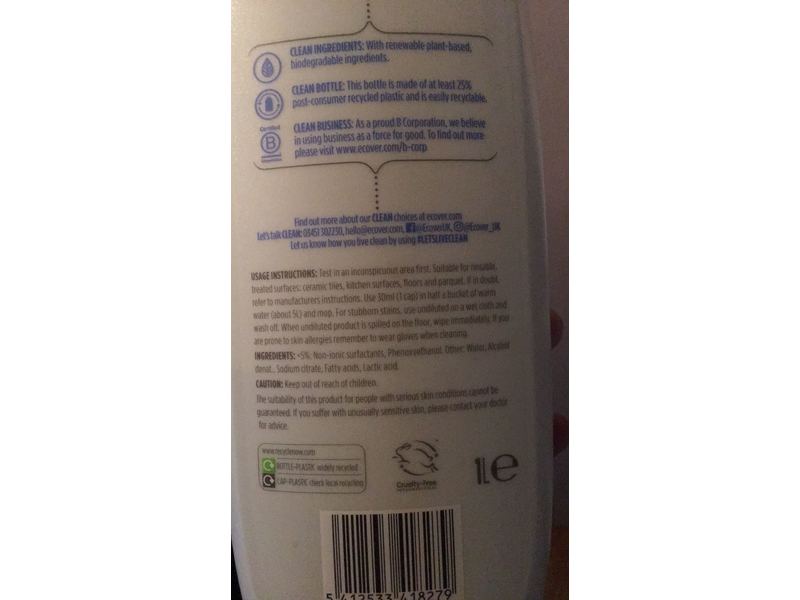 CLEAN INGREDIENTS: With renewable plant-based,
biodegradable ingredients.
CLEAN BOTTLE: This bottle is made of at least 25%
post-consumer recycled plastic and is easily recyclable.
Certified
B
CLEAN BUSINESS: As a proud B Corporation, we believe
in using business as a force for good. To find out more
please visit www.ecover.com/b-corp
Find out more about our CLEAN choices at ecover.com
Let's talk CLEAN: 03451 302230, hello@ecover.com, @EcoverUK, @Ecover_UK
Let us know how you live clean by using #LETSLIVECLEAN
USAGE INSTRUCTIONS: Test in an inconspicuous area first. Suitable for rinsable,
treated surfaces: ceramic tiles, kitchen surfaces, floors and parquet. If in doubt,
refer to manufacturers instructions. Use 30ml (1 cap) in half a bucket of warm
water (about 5L) and mop. For stubborn stains, use undiluted on a wet cloth and
wash off. When undiluted product is spilled on the floor, wipe immediately. If you
are prone to skin allergies remember to wear gloves when cleaning.
INGREDIENTS: <5%: Non-ionic surfactants, Phenoxyethanol. Other: Water, Alcohol
denat., Sodium citrate, Fatty acids, Lactic acid.
CAUTION: Keep out of reach of children.
The suitability of this product for people with serious skin conditions cannot be
guaranteed. If you suffer with unusually sensitive skin, please contact your doctor
for advice.
www.recyclenow.com
BOTTLE-PLASTIC widely recycled
CAP-PLASTIC check local recycling
Cruelty-Free
INTERNATIONAL
1L e
5 412533 418279